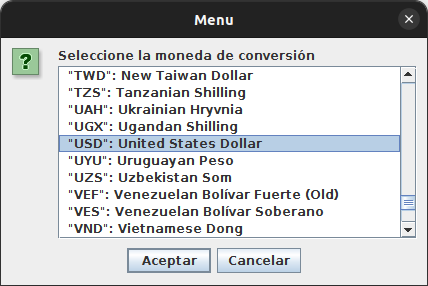 Menu
?
Seleccione la moneda de conversión
"TWD": New Taiwan Dollar
"TZS": Tanzanian Shilling
"UAH": Ukrainian Hryvnia
"UGX": Ugandan Shilling
"USD": United States Dollar
"UYU": Uruguayan Peso
"UZS": Uzbekistan Som
"VEF": Venezuelan Bolívar Fuerte (Old)
"VES": Venezuelan Bolívar Soberano
"VND": Vietnamese Dong
Aceptar Cancelar